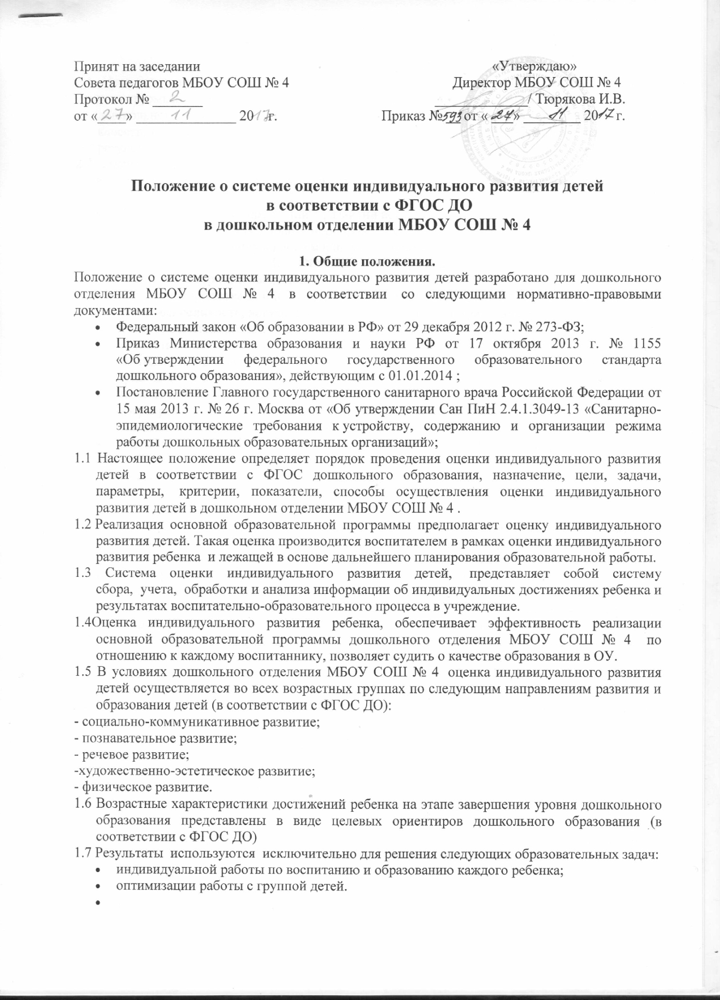 Принят на заседании
«Утверждаю»
Совета педагогов МБОУ СОШ № 4
Директор МБОУ СОШ № 4
Протокол № 2
/ Тюрякова И.В.
от «27» 11 2017г.
Приказ № 593 от « 27 » 11 2017 г.
Положение о системе оценки индивидуального развития детей
в соответствии с ФГОС ДО
в дошкольном отделении МБОУ СОШ № 4
1. Общие положения.
Положение о системе оценки индивидуального развития детей разработано для дошкольного
отделения МБОУ СОШ № 4 в соответствии со следующими нормативно-правовыми
документами:
• Федеральный закон «Об образовании в РФ» от 29 декабря 2012 г. № 273-ФЗ;
• Приказ Министерства образования и науки РФ от 17 октября 2013 г. № 1155
«Об утверждении федерального государственного образовательного стандарта
дошкольного образования», действующим с 01.01.2014 ;
• Постановление Главного государственного санитарного врача Российской Федерации от
15 мая 2013 г. № 26 г. Москва от «Об утверждении Сан ПиН 2.4.1.3049-13 «Санитарно-
эпидемиологические требования к устройству, содержанию и организации режима
работы дошкольных образовательных организаций»;
1.1 Настоящее положение определяет порядок проведения оценки индивидуального развития
детей в соответствии с ФГОС дошкольного образования, назначение, цели, задачи,
параметры, критерии, показатели, способы осуществления оценки индивидуального
развития детей в дошкольном отделении МБОУ СОШ № 4 .
1.2 Реализация основной образовательной программы предполагает оценку индивидуального
развития детей. Такая оценка производится воспитателем в рамках оценки индивидуального
развития ребенка и лежащей в основе дальнейшего планирования образовательной работы.
1.3 Система оценки индивидуального развития детей, представляет собой систему
сбора, учета, обработки и анализа информации об индивидуальных достижениях ребенка и
результатах воспитательно-образовательного процесса в учреждение.
1.4Оценка индивидуального развития ребенка, обеспечивает эффективность реализации
основной образовательной программы дошкольного отделения МБОУ СОШ № 4 по
отношению к каждому воспитаннику, позволяет судить о качестве образования в ОУ.
1.5 В условиях дошкольного отделения МБОУ СОШ № 4 оценка индивидуального развития
детей осуществляется во всех возрастных группах по следующим направлениям развития и
образования детей (в соответствии с ФГОС ДО):
- социально-коммуникативное развитие;
- познавательное развитие;
- речевое развитие;
-художественно-эстетическое развитие;
- физическое развитие.
1.6 Возрастные характеристики достижений ребенка на этапе завершения уровня дошкольного
образования представлены в виде целевых ориентиров дошкольного образования (в
соответствии с ФГОС ДО)
1.7 Результаты используются исключительно для решения следующих образовательных задач:
• индивидуальной работы по воспитанию и образованию каждого ребенка;
• оптимизации работы с группой детей.
•